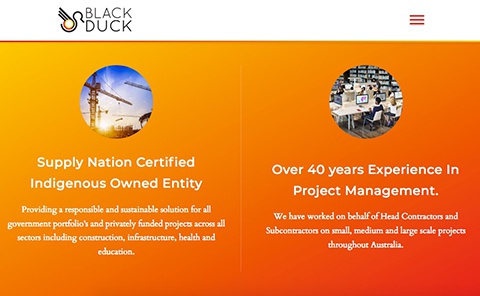 BLACK
DUCK
Supply Nation Certified
Indigenous Owned Entity
Providing a responsible and sustainable solution for all
government portfolio's and privately funded projects across all
sectors including construction, infrastructure, health and
education.
Over 40 years Experience In
Project Management.
We have worked on behalf of Head Contractors and
Subcontractors on small, medium and large scale projects
throughout Australia.